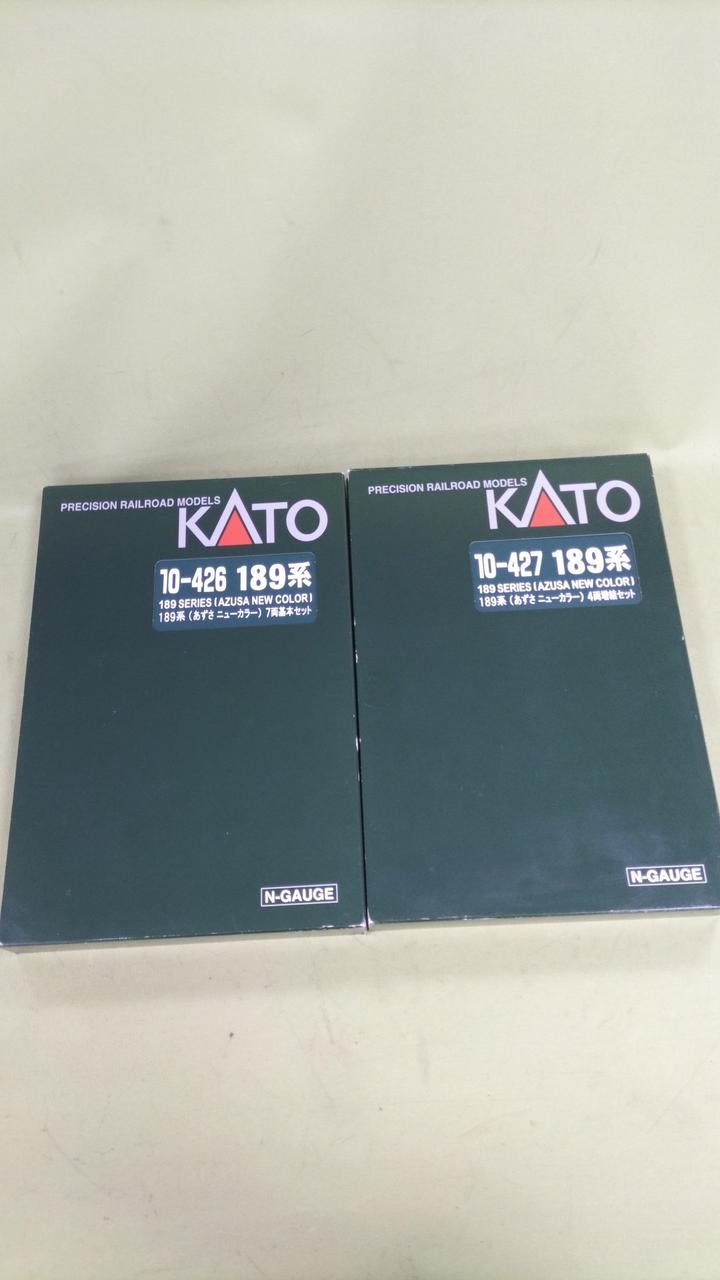 PRECISION RAILROAD MODELS
KATO
10-426 189系
189 SERIES (AZUSA NEW COLOR)
189系 (あずさ ニューカラー) 7両基本セット
N-GAUGE
PRECISION RAILROAD MODELS
KATO
10-427 189系
189 SERIES (AZUSA NEW COLOR)
189系 (あずさ ニューカラー) 4両増結セット
N-GAUGE